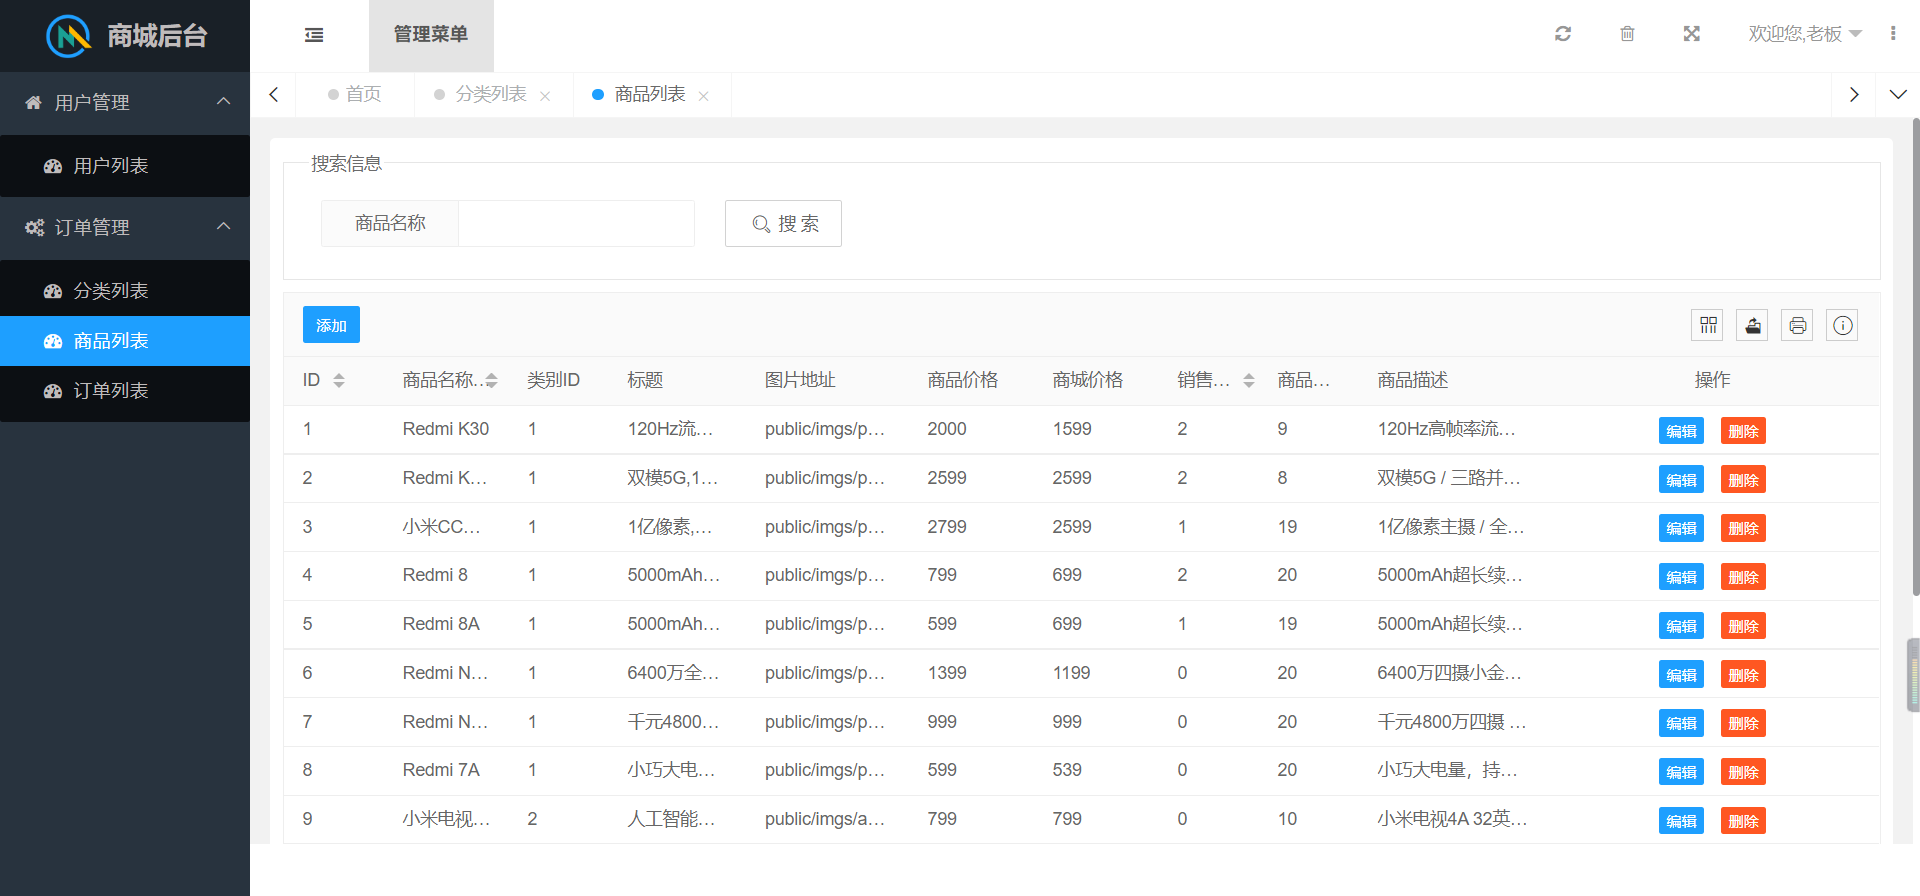 商城后台
管理菜单
欢迎您,老板
用户管理
用户列表
订单管理
分类列表
商品列表
订单列表
首页
分类列表
商品列表
搜索信息
商品名称
搜 索
添加
ID 商品名称... 类别ID 标题 图片地址 商品价格 商城价格 销售... 商品... 商品描述 操作
1 Redmi K30 1 120Hz流... public/imgs/p... 2000 1599 2 9 120Hz高帧率流... 编辑 删除
2 Redmi K... 1 双模5G,1... public/imgs/p... 2599 2599 2 8 双模5G / 三路并... 编辑 删除
3 小米CC... 1 1亿像素,... public/imgs/p... 2799 2599 1 19 1亿像素主摄 / 全... 编辑 删除
4 Redmi 8 1 5000mAh... public/imgs/p... 799 699 2 20 5000mAh超长续... 编辑 删除
5 Redmi 8A 1 5000mAh... public/imgs/p... 599 699 1 19 5000mAh超长续... 编辑 删除
6 Redmi N... 1 6400万全... public/imgs/p... 1399 1199 0 20 6400万四摄小金... 编辑 删除
7 Redmi N... 1 千元4800... public/imgs/p... 999 999 0 20 千元4800万四摄 ... 编辑 删除
8 Redmi 7A 1 小巧大电... public/imgs/p... 599 539 0 20 小巧大电量，持... 编辑 删除
9 小米电视... 2 人工智能... public/imgs/a... 799 799 0 10 小米电视4A 32英... 编辑 删除